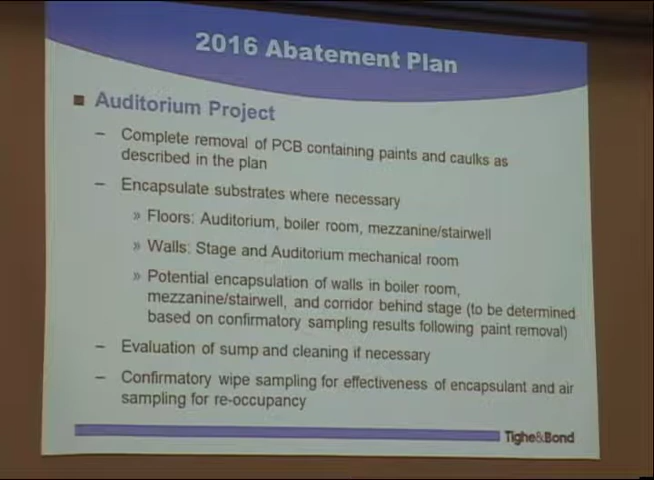 2016 Abatement Plan
■ Auditorium Project
– Complete removal of PCB containing paints and caulks as
described in the plan
– Encapsulate substrates where necessary
» Floors: Auditorium, boiler room, mezzanine/stairwell
» Walls: Stage and Auditorium mechanical room
» Potential encapsulation of walls in boiler room,
mezzanine/stairwell, and corridor behind stage (to be determined
based on confirmatory sampling results following paint removal)
– Evaluation of sump and cleaning if necessary
– Confirmatory wipe sampling for effectiveness of encapsulant and air
sampling for re-occupancy
Tighe&Bond